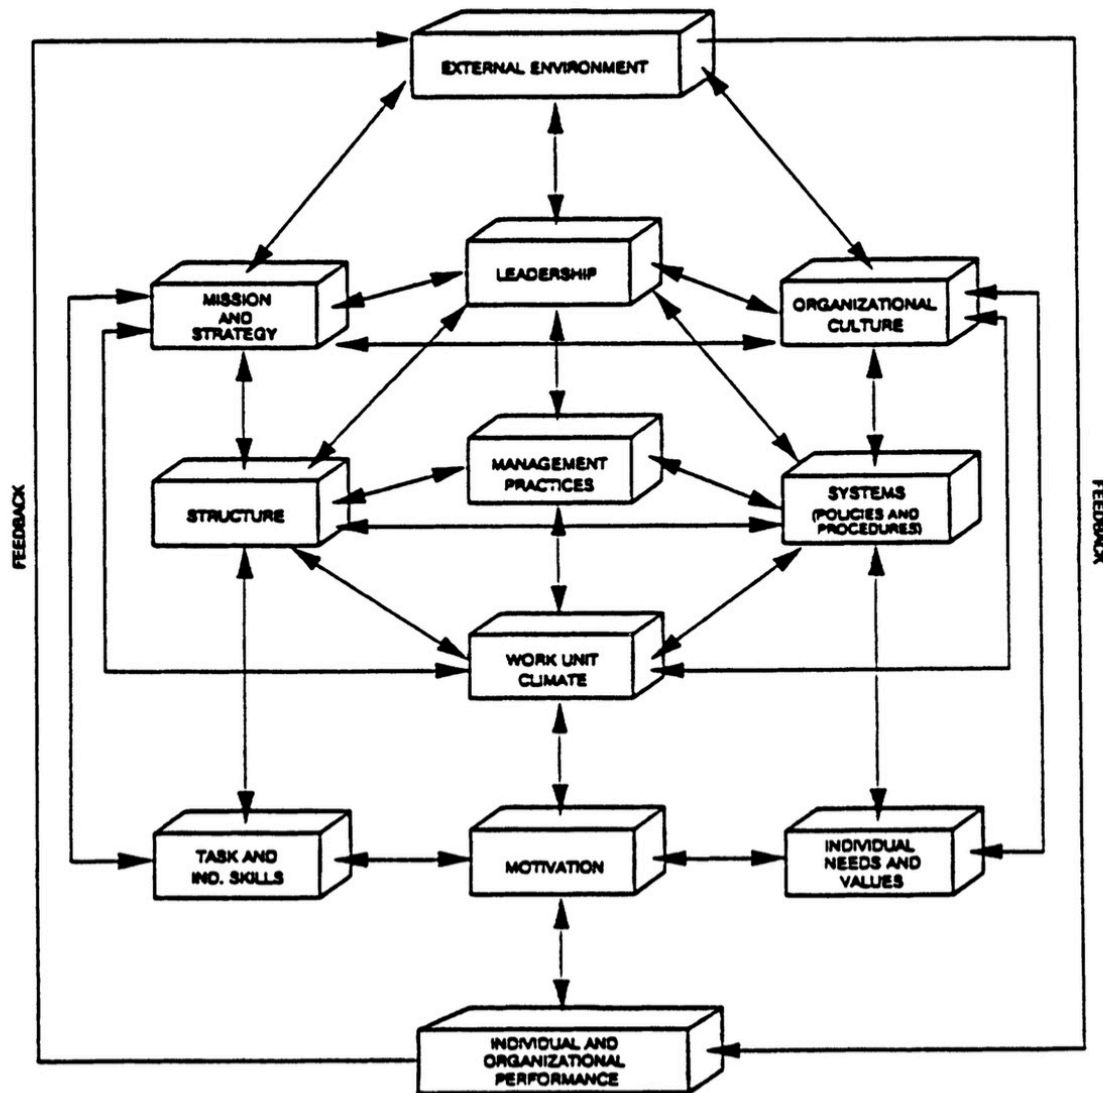 EXTERNAL ENVIRONMENT
LEADERSHIP
MISSION
AND
STRATEGY
ORGANIZATIONAL
CULTURE
MANAGEMENT
PRACTICES
STRUCTURE
SYSTEMS
(POLICIES AND
PROCEDURES)
FEEDBACK
FEEDBACK
WORK UNIT
CLIMATE
TASK AND
IND. SKILLS
MOTIVATION
INDIVIDUAL
NEEDS AND
VALUES
INDIVIDUAL AND
ORGANIZATIONAL
PERFORMANCE